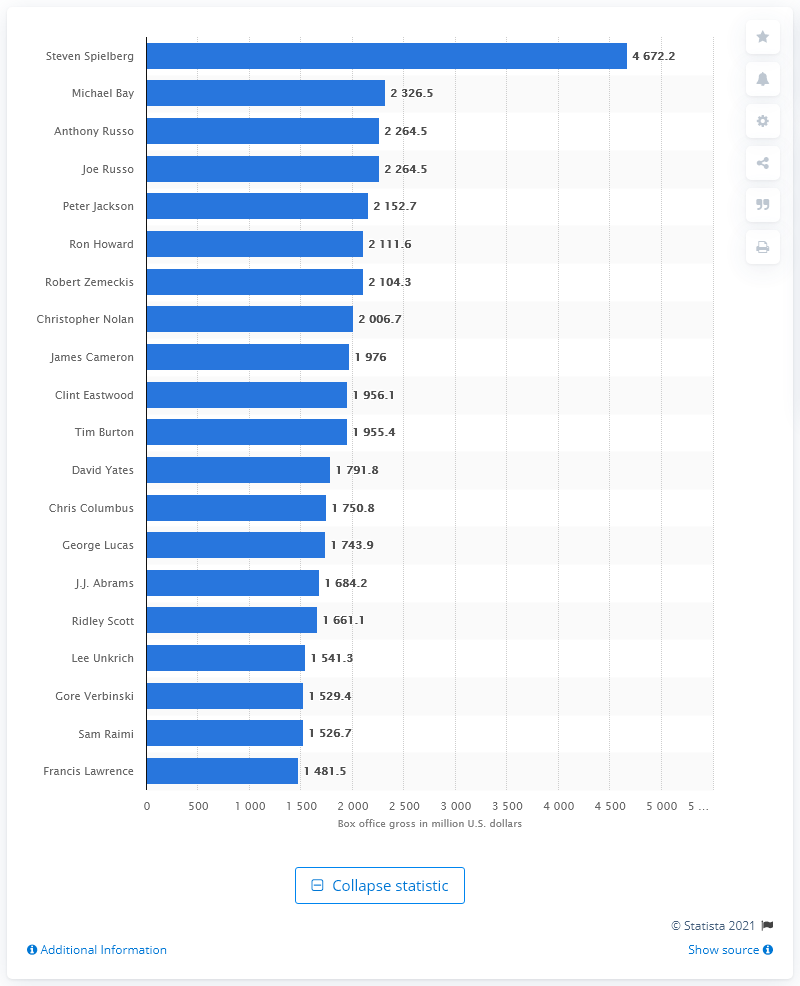 Steven Spielberg 4 672.2
Michael Bay 2 326.5
Anthony Russo 2 264.5
Joe Russo 2 264.5
Peter Jackson 2 152.7
Ron Howard 2 111.6
Robert Zemeckis 2 104.3
Christopher Nolan 2 006.7
James Cameron 1 976
Clint Eastwood 1 956.1
Tim Burton 1 955.4
David Yates 1 791.8
Chris Columbus 1 750.8
George Lucas 1 743.9
J.J. Abrams 1 684.2
Ridley Scott 1 661.1
Lee Unkrich 1 541.3
Gore Verbinski 1 529.4
Sam Raimi 1 526.7
Francis Lawrence 1 481.5
0 500 1 000 1 500 2 000 2 500 3 000 3 500 4 000 4 500 5 000 5 ...
Box office gross in million U.S. dollars
Collapse statistic
© Statista 2021
Additional Information Show source